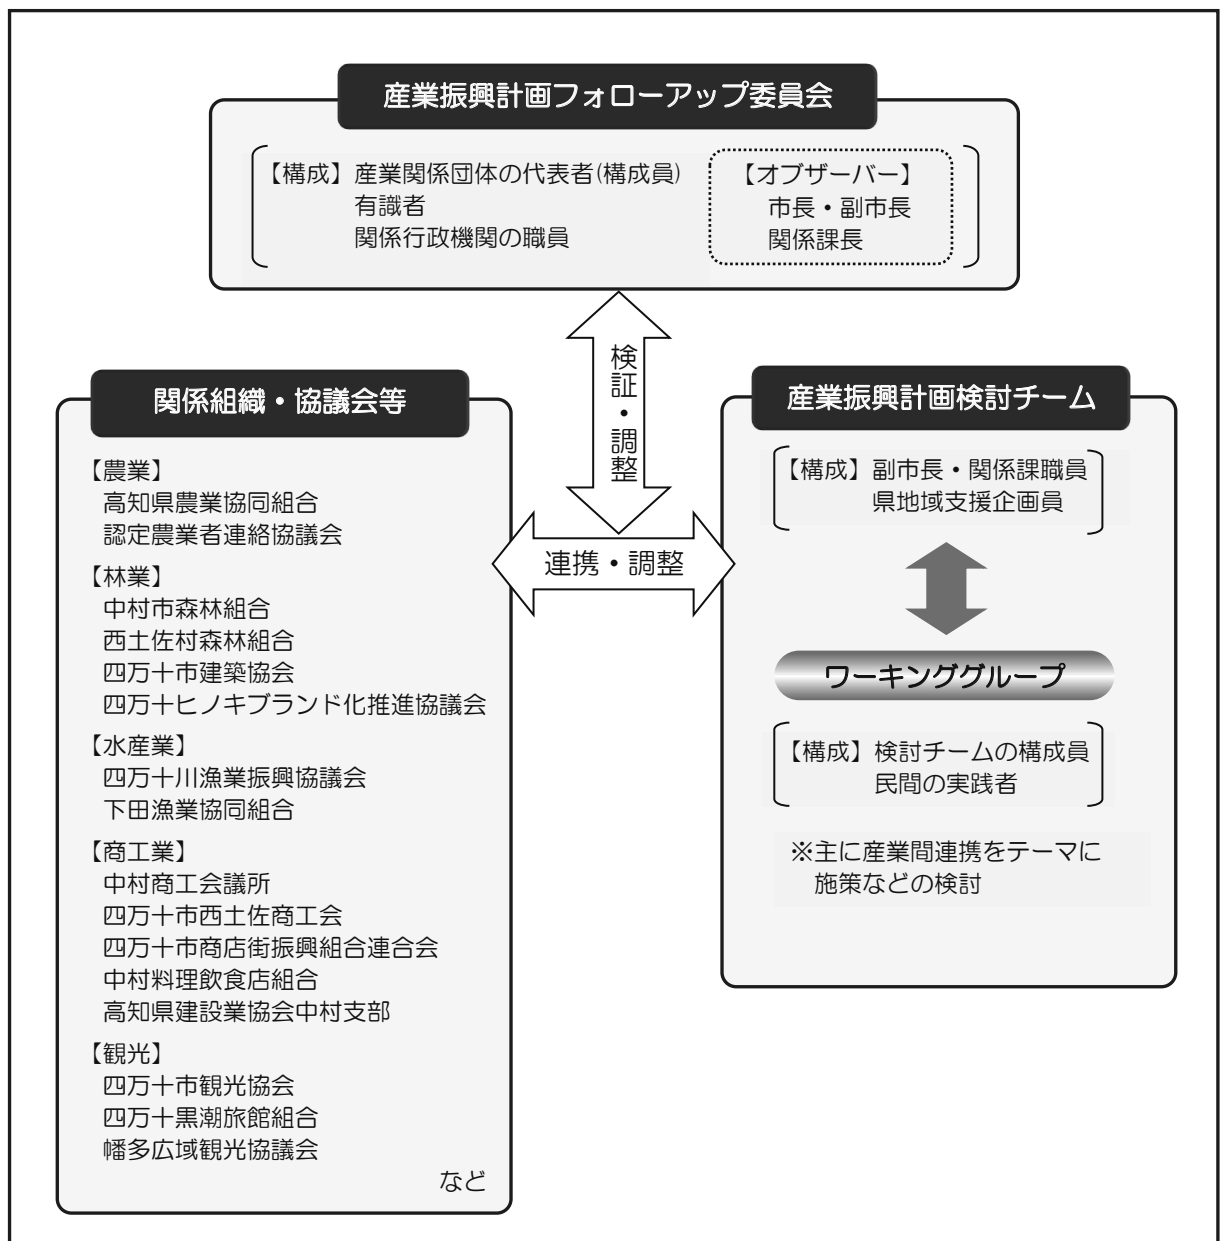 産業振興計画フォローアップ委員会
【構成】産業関係団体の代表者(構成員)
有識者
関係行政機関の職員
【オブザーバー】
市長・副市長
関係課長
検証・調整
連携・調整
関係組織・協議会等
【農業】
高知県農業協同組合
認定農業者連絡協議会
【林業】
中村市森林組合
西土佐村森林組合
四万十市建築協会
四万十ヒノキブランド化推進協議会
【水産業】
四万十川漁業振興協議会
下田漁業協同組合
【商工業】
中村商工会議所
四万十市西土佐商工会
四万十市商店街振興組合連合会
中村料理飲食店組合
高知県建設業協会中村支部
【観光】
四万十市観光協会
四万十黒潮旅館組合
幡多広域観光協議会
など
産業振興計画検討チーム
【構成】副市長・関係課職員
県地域支援企画員
ワーキンググループ
【構成】検討チームの構成員
民間の実践者
※主に産業間連携をテーマに
施策などの検討